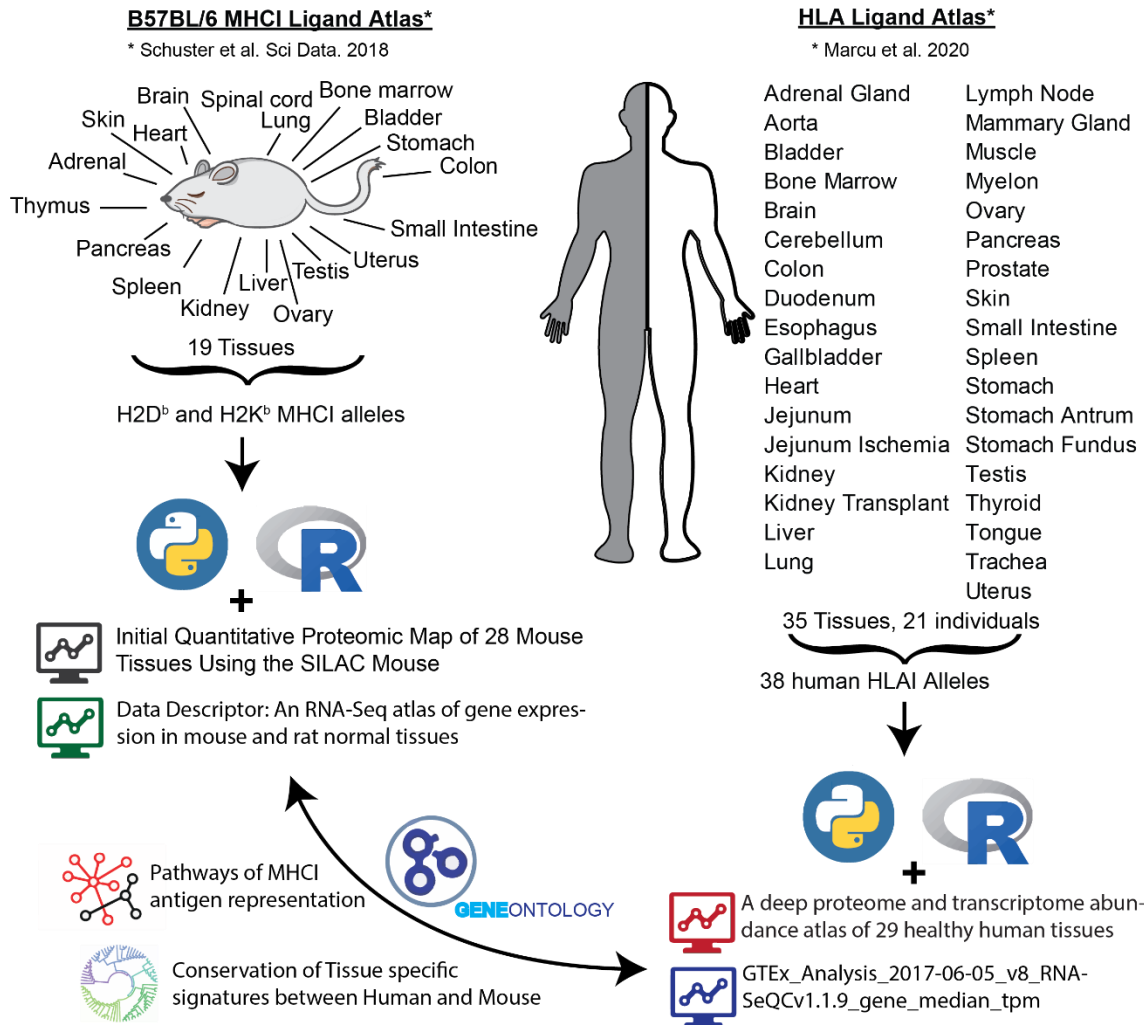 B57BL/6 MHCI Ligand Atlas*
* Schuster et al. Sci Data. 2018
Brain
Spinal cord
Bone marrow
Skin
Heart
Lung
Bladder
Adrenal
Stomach
Colon
Thymus
Pancreas
Small Intestine
Spleen
Kidney
Liver
Testis
Uterus
Ovary
19 Tissues
H2Dᵇ and H2Kᵇ MHCI alleles
R
+
Initial Quantitative Proteomic Map of 28 Mouse
Tissues Using the SILAC Mouse
Data Descriptor: An RNA-Seq atlas of gene expres-
sion in mouse and rat normal tissues
HLA Ligand Atlas*
* Marcu et al. 2020
Adrenal Gland
Aorta
Bladder
Bone Marrow
Brain
Cerebellum
Colon
Duodenum
Esophagus
Gallbladder
Heart
Jejunum
Jejunum Ischemia
Kidney
Kidney Transplant
Liver
Lung
Lymph Node
Mammary Gland
Muscle
Myelon
Ovary
Pancreas
Prostate
Skin
Small Intestine
Spleen
Stomach
Stomach Antrum
Stomach Fundus
Testis
Thyroid
Tongue
Trachea
Uterus
35 Tissues, 21 individuals
38 human HLAI Alleles
R
+
A deep proteome and transcriptome abun-
dance atlas of 29 healthy human tissues
GTEx_Analysis_2017-06-05_v8_RNA-
SeQCv1.1.9_gene_median_tpm
GENEONTOLOGY
Pathways of MHCI
antigen representation
Conservation of Tissue specific
signatures between Human and Mouse